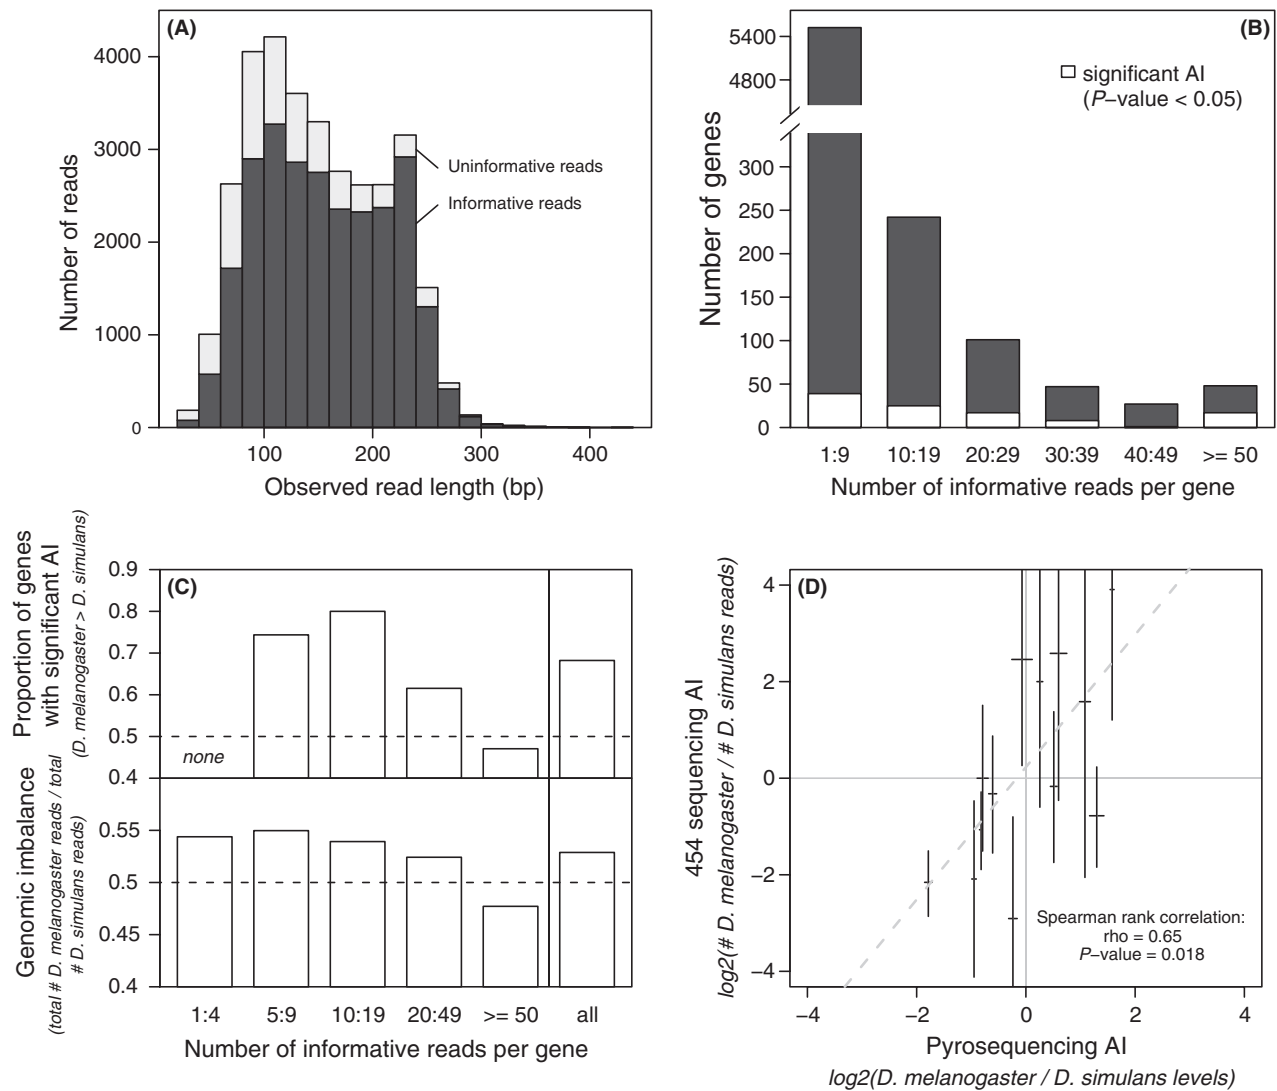 (A)
Number of reads
4000
3000
2000
1000
0
Uninformative reads
Informative reads
100
200
300
400
Observed read length (bp)
(B)
Number of genes
5400
4800
300
250
200
150
100
50
0
significant AI
(P−value < 0.05)
1:9
10:19
20:29
30:39
40:49
>= 50
Number of informative reads per gene
(C)
Proportion of genes
with significant AI
(D. melanogaster > D. simulans)
0.9
0.8
0.7
0.6
0.5
0.4
none
Genomic imbalance
(total # D. melanogaster reads / total
# D. simulans reads)
0.55
0.5
0.45
0.4
1:4
5:9
10:19
20:49
>= 50
all
Number of informative reads per gene
(D)
454 sequencing AI
log2(# D. melanogaster / # D. simulans reads)
4
2
0
−2
−4
Spearman rank correlation:
rho = 0.65
P−value = 0.018
−4
−2
0
2
4
Pyrosequencing AI
log2(D. melanogaster / D. simulans levels)